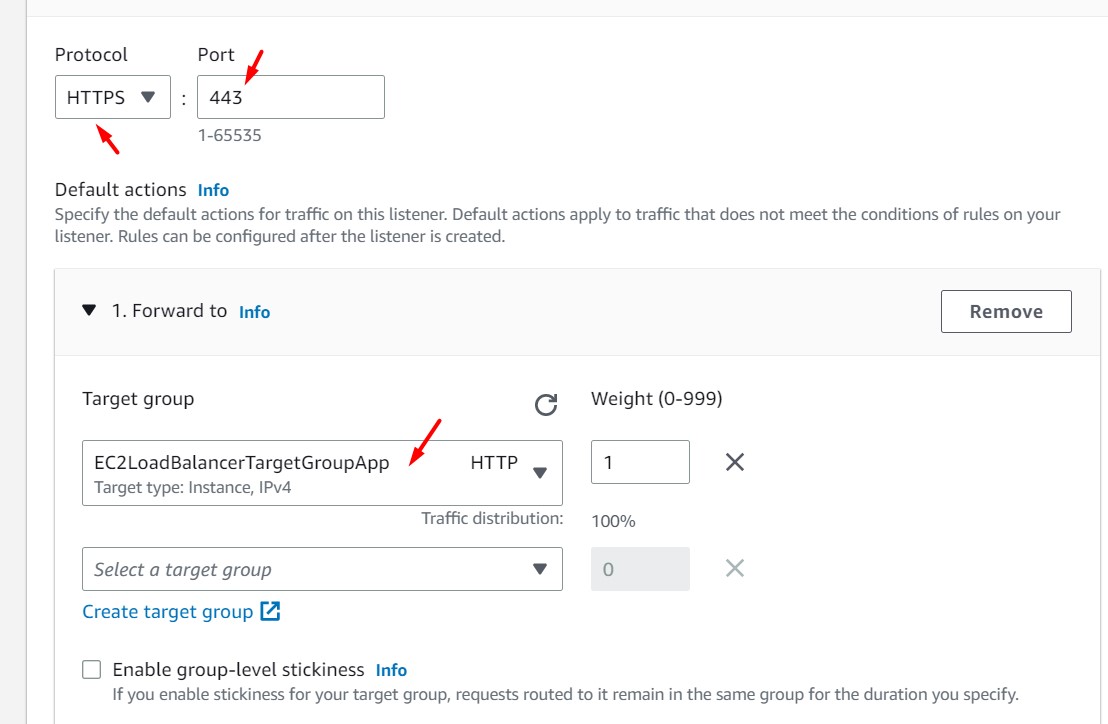 Protocol Port
HTTPS : 443
1-65535
Default actions Info
Specify the default actions for traffic on this listener. Default actions apply to traffic that does not meet the conditions of rules on your
listener. Rules can be configured after the listener is created.
1. Forward to Info
Remove
Target group Weight (0-999)
EC2LoadBalancerTargetGroupApp HTTP 1
Target type: Instance, IPv4
Traffic distribution: 100%
Select a target group 0
Create target group
Enable group-level stickiness Info
If you enable stickiness for your target group, requests routed to it remain in the same group for the duration you specify.